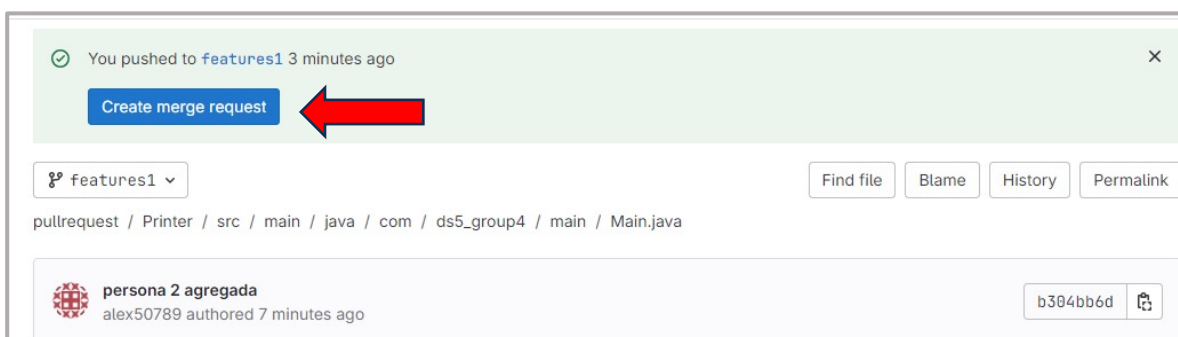 You pushed to features1 3 minutes ago
Create merge request
features1
Find file
Blame
History
Permalink
pullrequest / Printer / src / main / java / com / ds5_group4 / main / Main.java
persona 2 agregada
alex50789 authored 7 minutes ago
b304bb6d